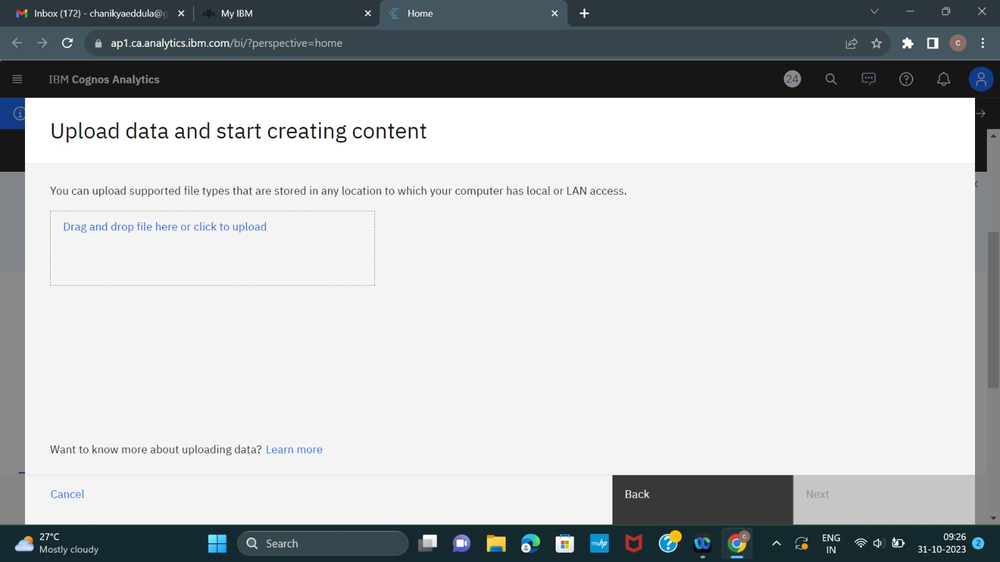 Inbox (172) - chanikyaeddula@g
My IBM
Home
ap1.ca.analytics.ibm.com/bi/?perspective=home
C
IBM Cognos Analytics
24
Upload data and start creating content
You can upload supported file types that are stored in any location to which your computer has local or LAN access.
Drag and drop file here or click to upload
Want to know more about uploading data? Learn more
Cancel
Back
Next
27°C
Mostly cloudy
Search
myhp
C
ENG
IN
09:26
31-10-2023
2